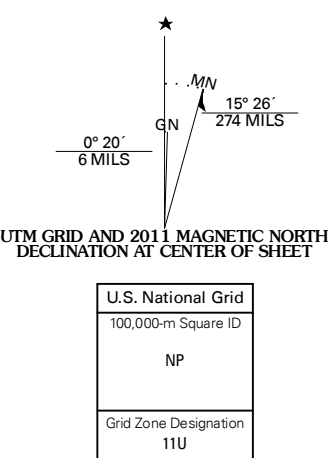 MN
GN
15° 26´
274 MILS
0° 20´
6 MILS
UTM GRID AND 2011 MAGNETIC NORTH
DECLINATION AT CENTER OF SHEET
U.S. National Grid
100,000-m Square ID
NP
Grid Zone Designation
11U